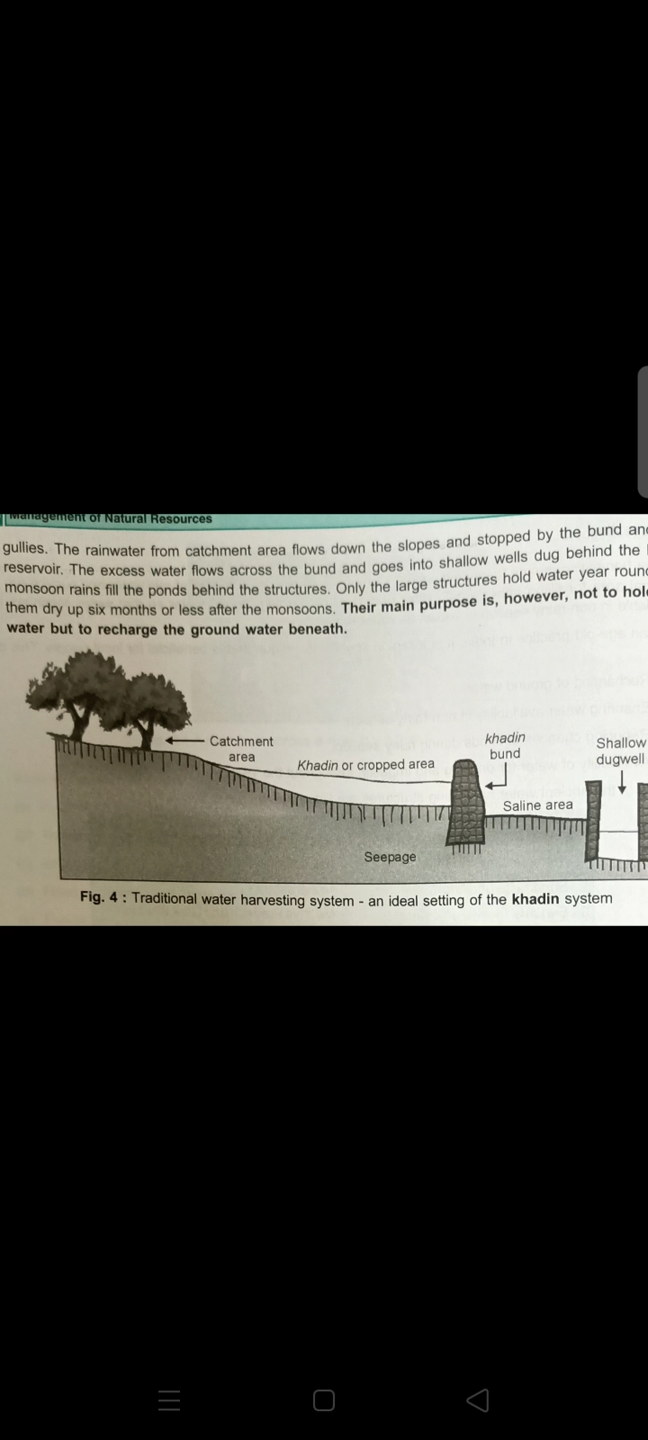 Management of Natural Resources
gullies. The rainwater from catchment area flows down the slopes and stopped by the bund and
reservoir. The excess water flows across the bund and goes into shallow wells dug behind the
monsoon rains fill the ponds behind the structures. Only the large structures hold water year
them dry up six months or less after the monsoons. Their main purpose is, however, not to
water but to recharge the ground water beneath.
Catchment
area
Khadin or cropped area
khadin
bund
Shallow
dugwell
Saline area
Seepage
Fig. 4 : Traditional water harvesting system - an ideal setting of the khadin system